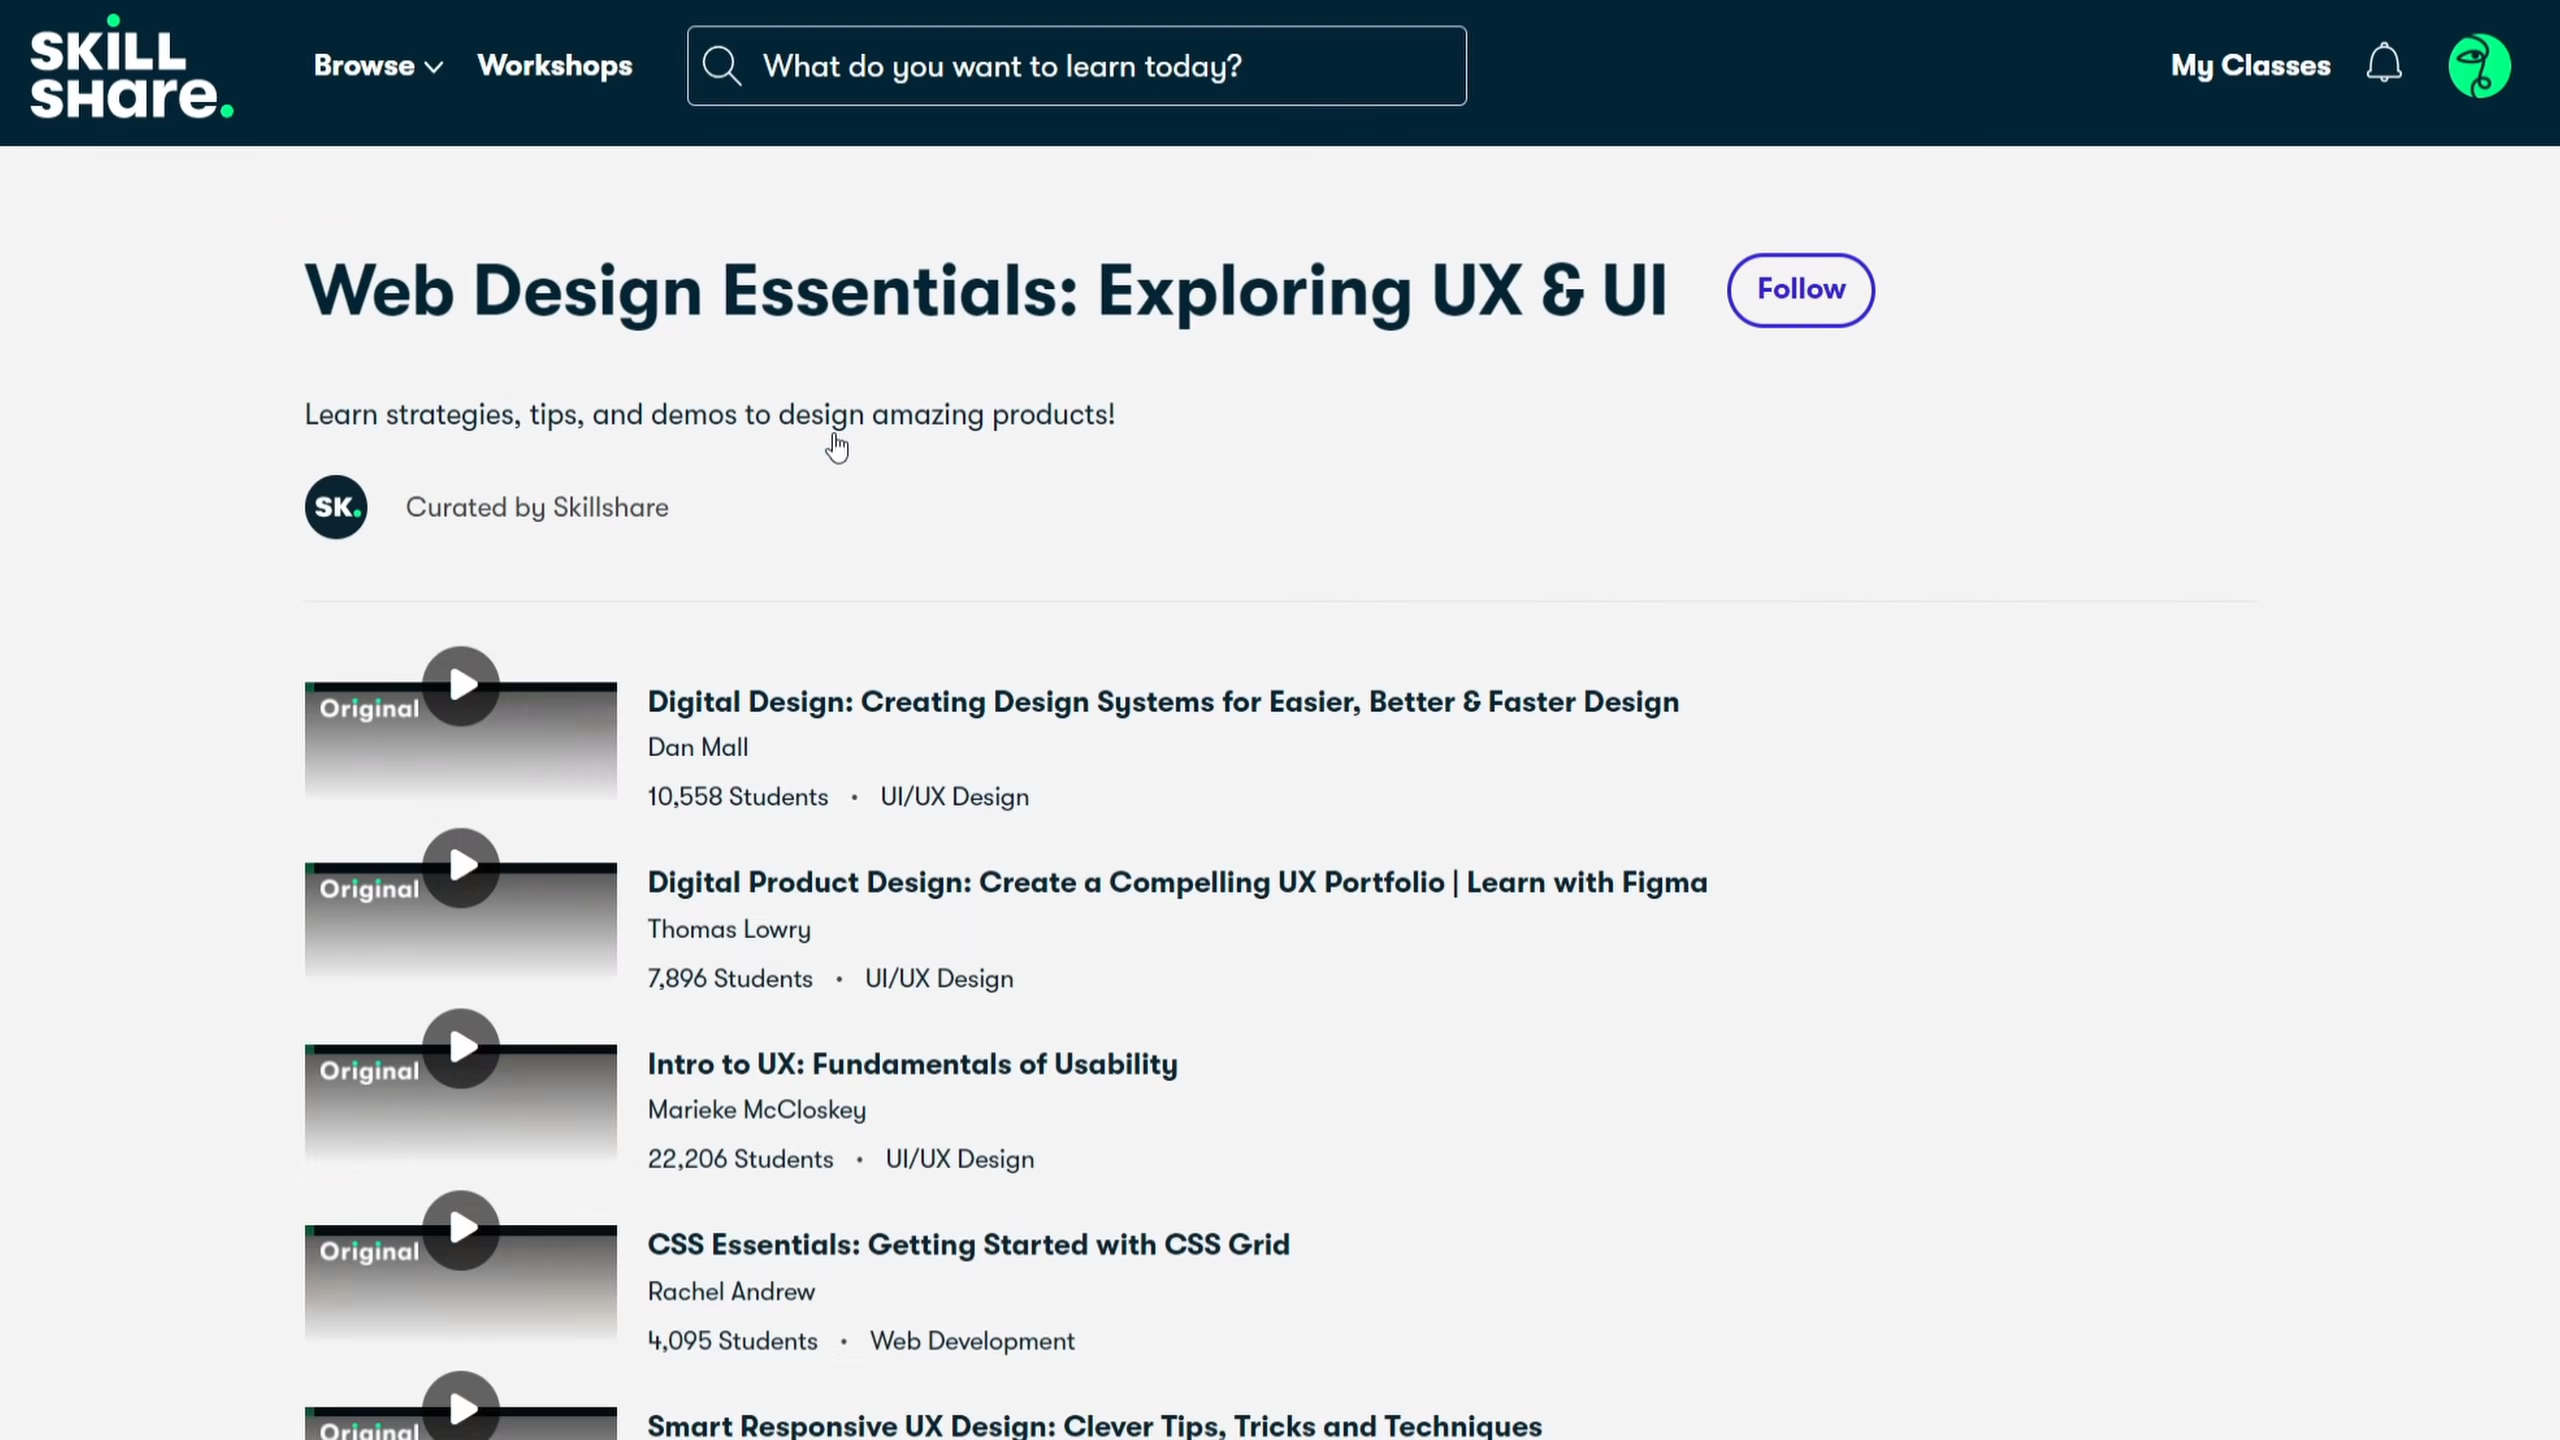 SKILL
SHare.
Browse
Workshops
What do you want to learn today?
My Classes
Web Design Essentials: Exploring UX & UI
Follow
Learn strategies, tips, and demos to design amazing products!
SK.
Curated by Skillshare
Original
Digital Design: Creating Design Systems for Easier, Better & Faster Design
Dan Mall
10,558 Students • UI/UX Design
Original
Digital Product Design: Create a Compelling UX Portfolio | Learn with Figma
Thomas Lowry
7,896 Students • UI/UX Design
Original
Intro to UX: Fundamentals of Usability
Marieke McCloskey
22,206 Students • UI/UX Design
Original
CSS Essentials: Getting Started with CSS Grid
Rachel Andrew
4,095 Students • Web Development
Original
Smart Responsive UX Design: Clever Tips, Tricks and Techniques